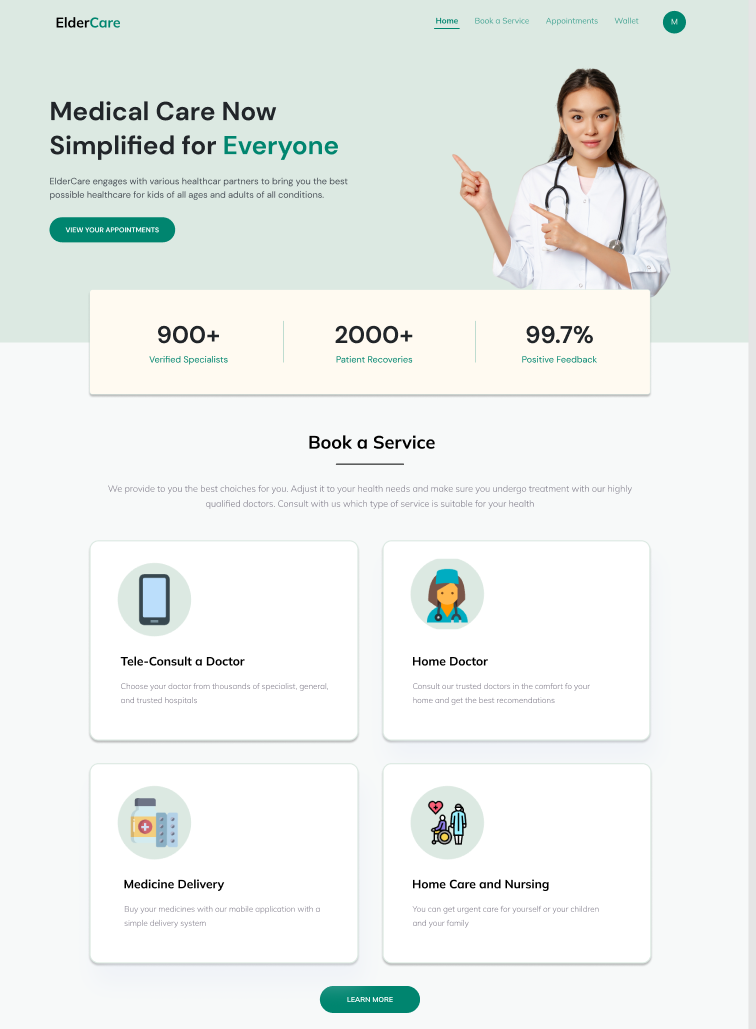 ElderCare
Home
Book a Service
Appointments
Wallet
M
Medical Care Now
Simplified for Everyone
ElderCare engages with various healthcar partners to bring you the best
possible healthcare for kids of all ages and adults of all conditions.
VIEW YOUR APPOINTMENTS
900+
Verified Specialists
2000+
Patient Recoveries
99.7%
Positive Feedback
Book a Service
We provide to you the best choiches for you. Adjust it to your health needs and make sure you undergo treatment with our highly
qualified doctors. Consult with us which type of service is suitable for your health
Tele-Consult a Doctor
Choose your doctor from thousands of specialist, general,
and trusted hospitals
Home Doctor
Consult our trusted doctors in the comfort fo your
home and get the best recomendations
Medicine Delivery
Buy your medicines with our mobile application with a
simple delivery system
Home Care and Nursing
You can get urgent care for yourself or your children
and your family
LEARN MORE